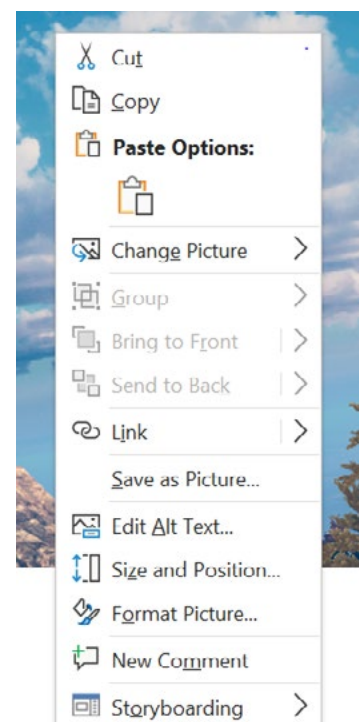 Cut
Copy
Paste Options:
Change Picture
Group
Bring to Front
Send to Back
Link
Save as Picture...
Edit Alt Text...
Size and Position...
Format Picture...
New Comment
Storyboarding